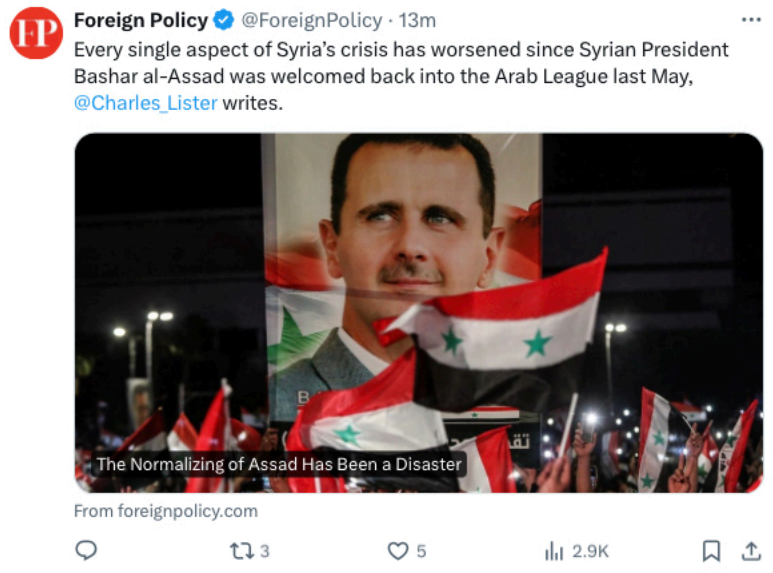 FP
Foreign Policy @ForeignPolicy · 13m
Every single aspect of Syria's crisis has worsened since Syrian President
Bashar al-Assad was welcomed back into the Arab League last May,
@Charles_Lister writes.
The Normalizing of Assad Has Been a Disaster
From foreignpolicy.com
3
5
2.9K